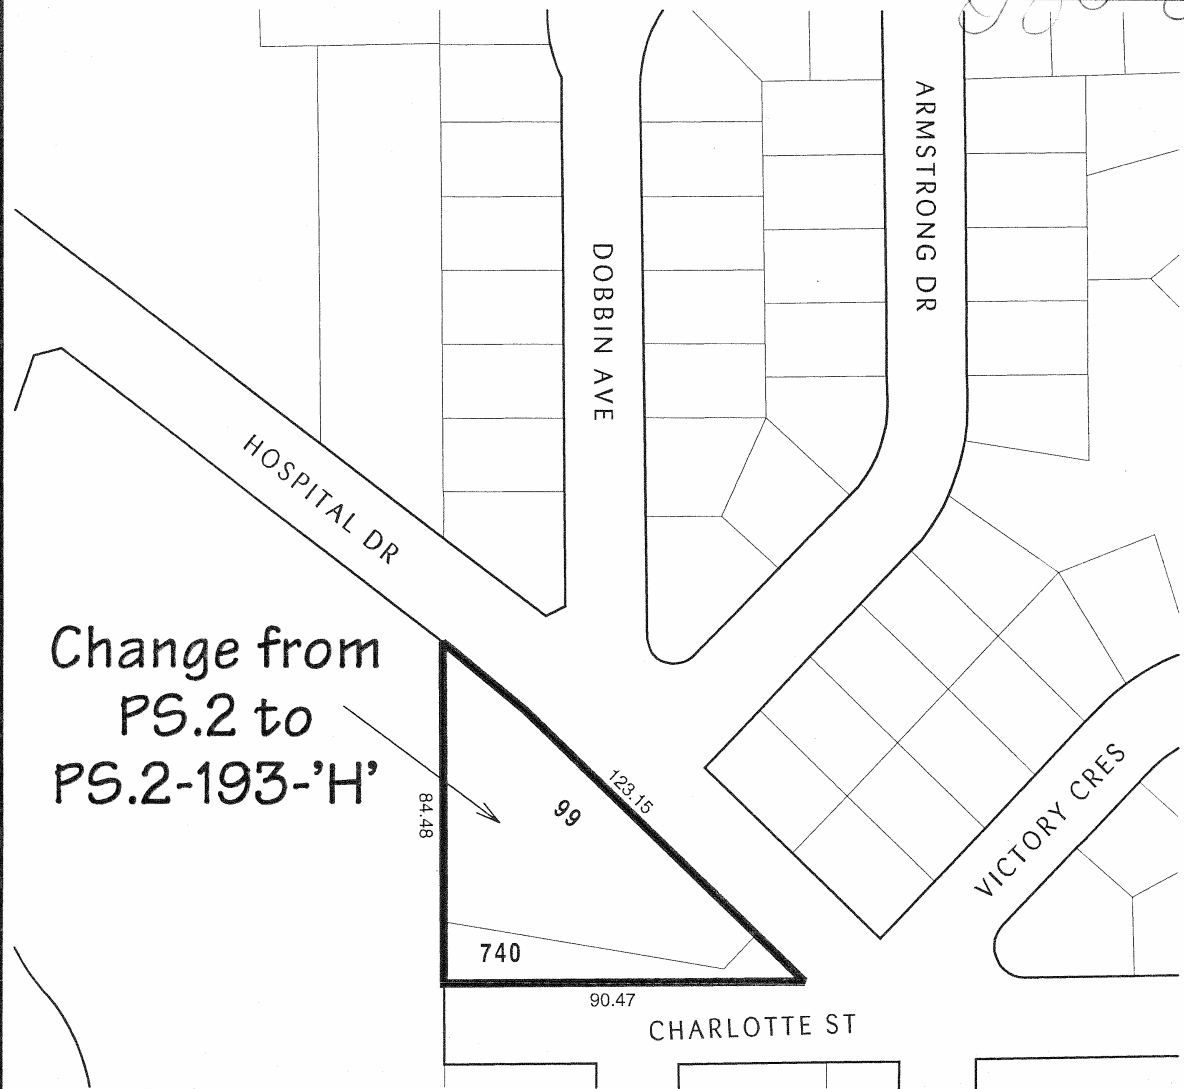 ARMSTRONG DR
DOBBIN AVE
HOSPITAL DR
Change from
PS.2 to
PS.2-193-'H'
84.48
123.15
99
VICTORY CRES
740
90.47
CHARLOTTE ST